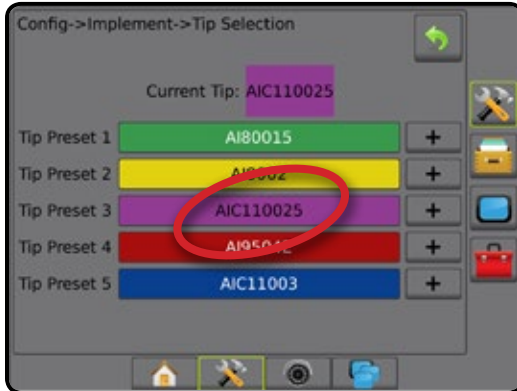 Config->Implement->Tip Selection
Current Tip: AIC110025
Tip Preset 1 AI80015 +
Tip Preset 2 AI8002 +
Tip Preset 3 AIC110025 +
Tip Preset 4 +
Tip Preset 5 AIC11003 +